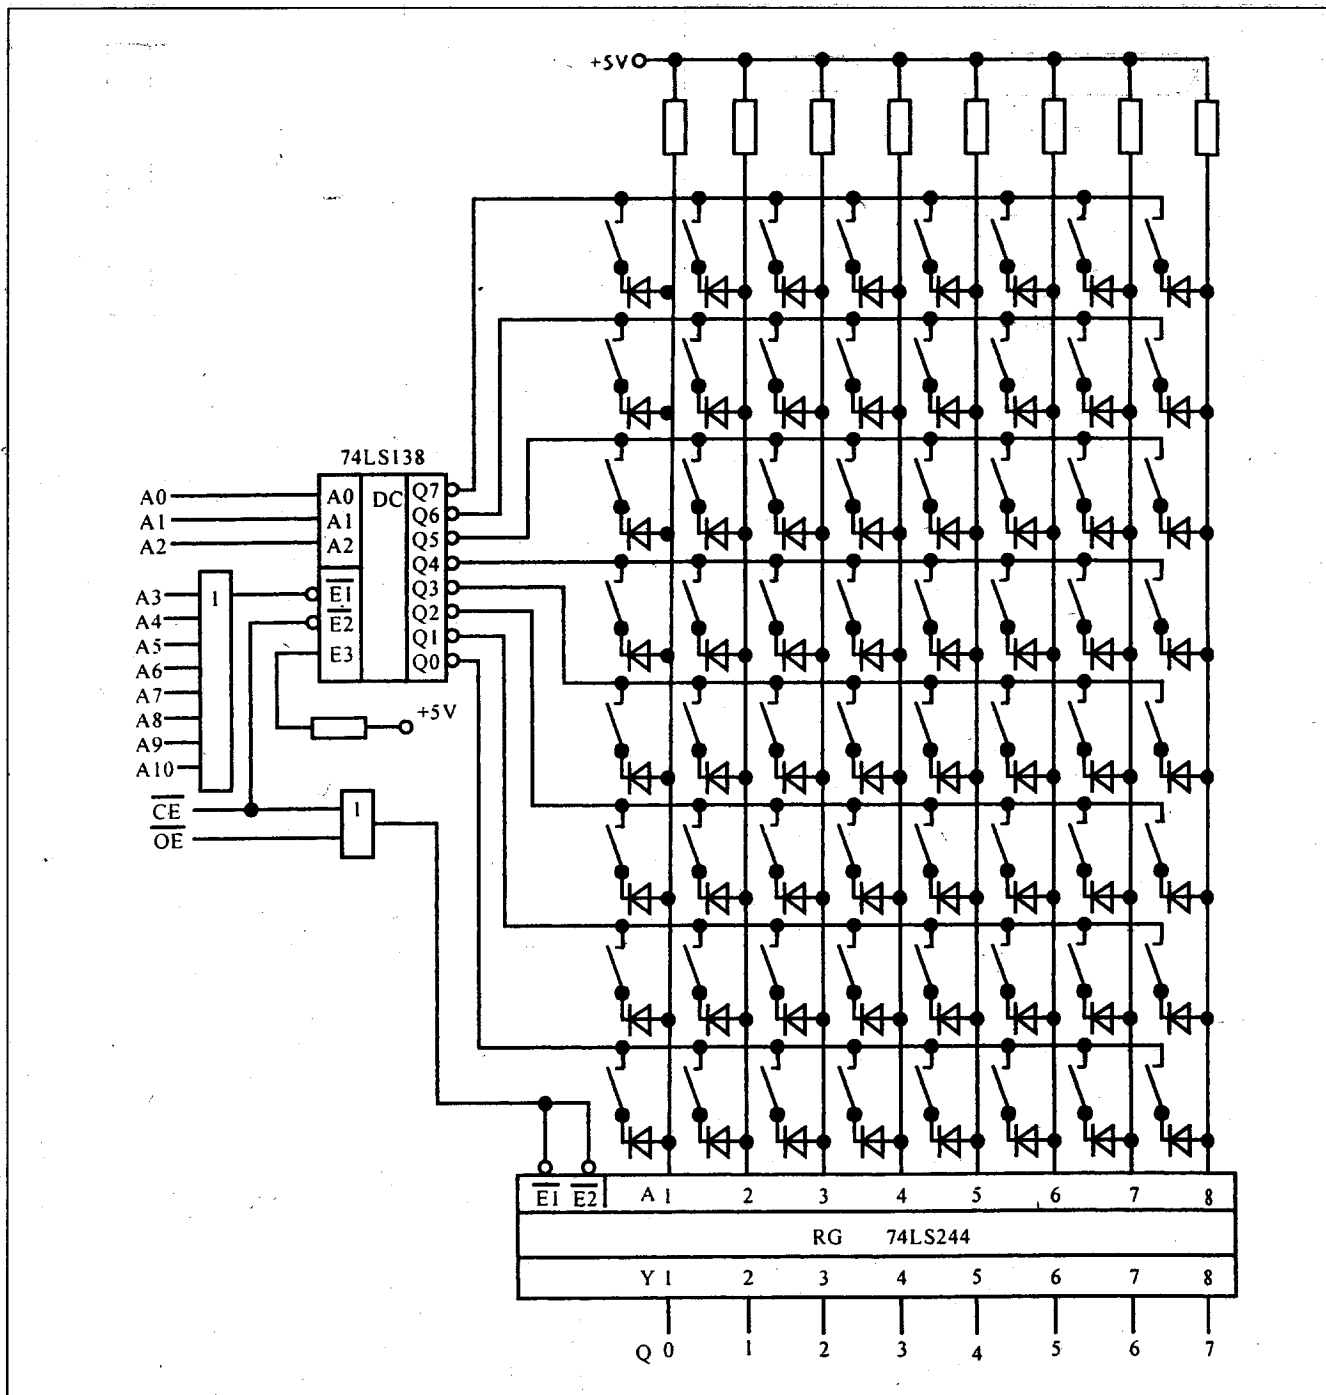 +5V
74LS138
A0 A0 DC Q7
A1 A1 Q6
A2 A2 Q5
Q4
A3 1 E1 Q3
A4 E2 Q2
A5 E3 Q1
A6 Q0
A7
A8 +5V
A9
A10
CE 1
OE
E1 E2 A 1 2 3 4 5 6 7 8
RG 74LS244
Y 1 2 3 4 5 6 7 8
Q 0 1 2 3 4 5 6 7